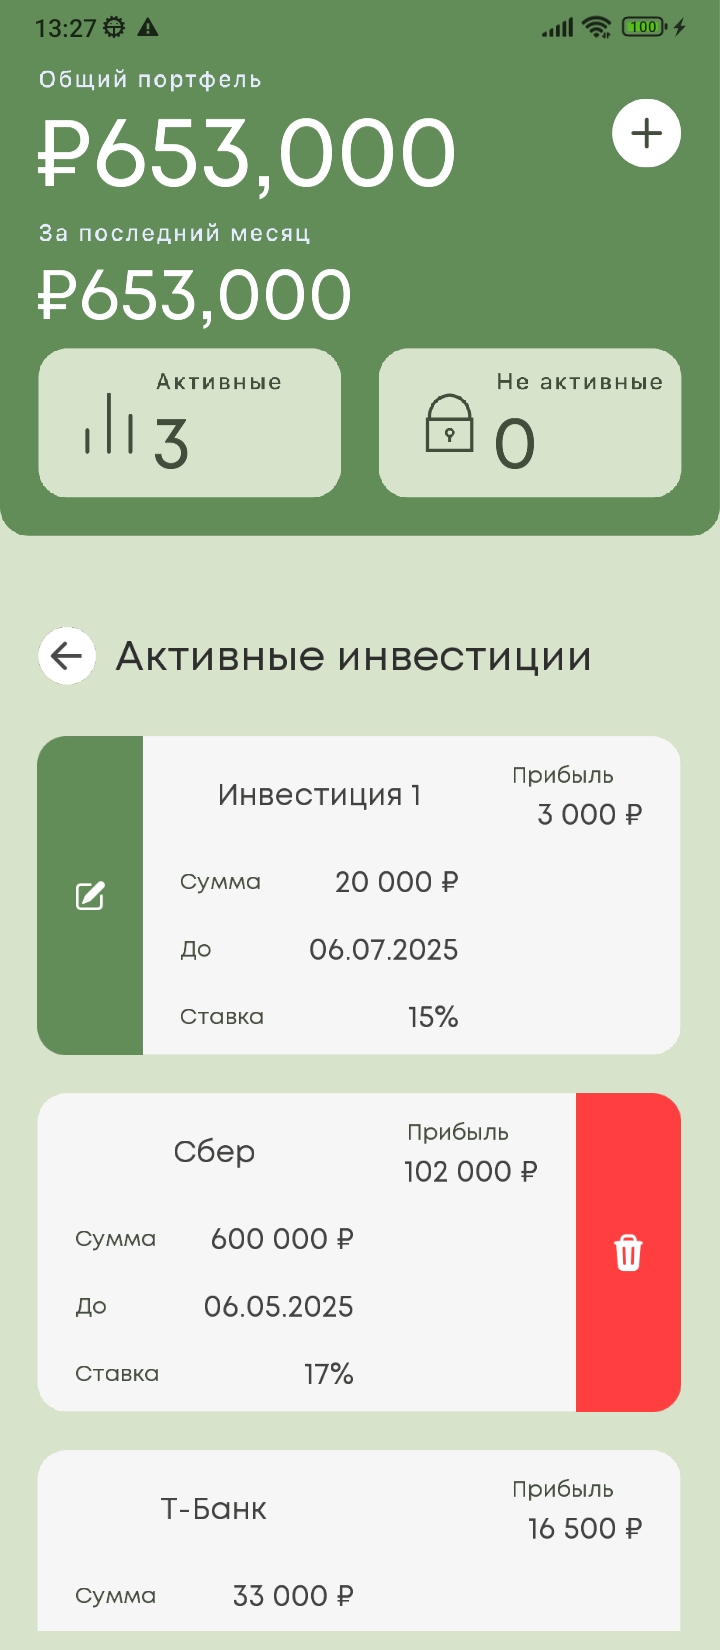 13:27
100
Общий портфель
₽653,000
За последний месяц
₽653,000
Активные
3
Не активные
0
Активные инвестиции
Инвестиция 1
Прибыль
3 000 ₽
Сумма 20 000 ₽
До 06.07.2025
Ставка 15%
Сбер
Прибыль
102 000 ₽
Сумма 600 000 ₽
До 06.05.2025
Ставка 17%
Т-Банк
Прибыль
16 500 ₽
Сумма 33 000 ₽